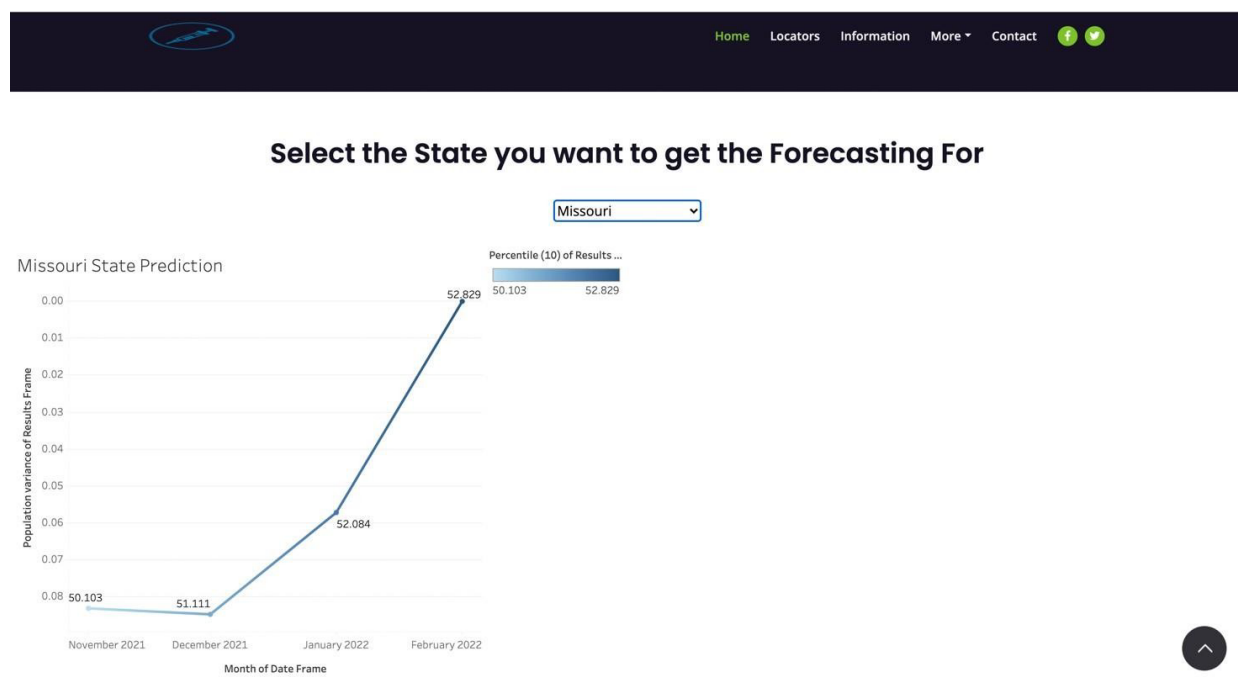 Home Locators Information More Contact
Select the State you want to get the Forecasting For
Missouri
Missouri State Prediction
Percentile (10) of Results ...
50.103 52.829
Population variance of Results Frame
0.00
0.01
0.02
0.03
0.04
0.05
0.06
0.07
0.08
50.103
51.111
52.084
52.829
November 2021 December 2021 January 2022 February 2022
Month of Date Frame